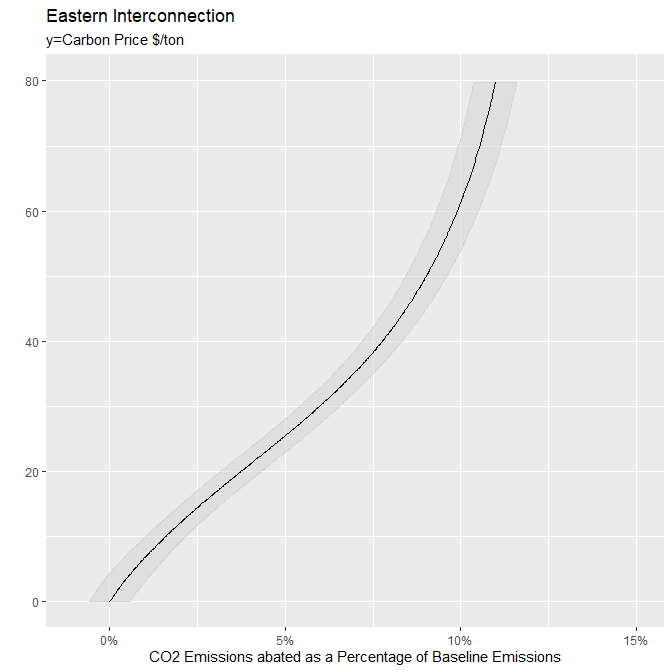 Eastern Interconnection
y=Carbon Price $/ton
80
60
40
20
0
0% 5% 10% 15%
CO2 Emissions abated as a Percentage of Baseline Emissions